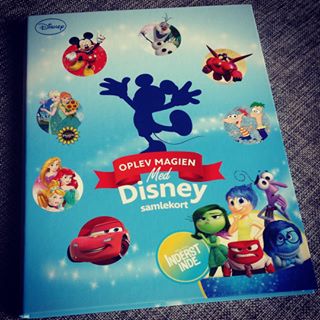 Disney
OPLEV MAGIEN
Med
Disney
samlekort
INDERST
INDE